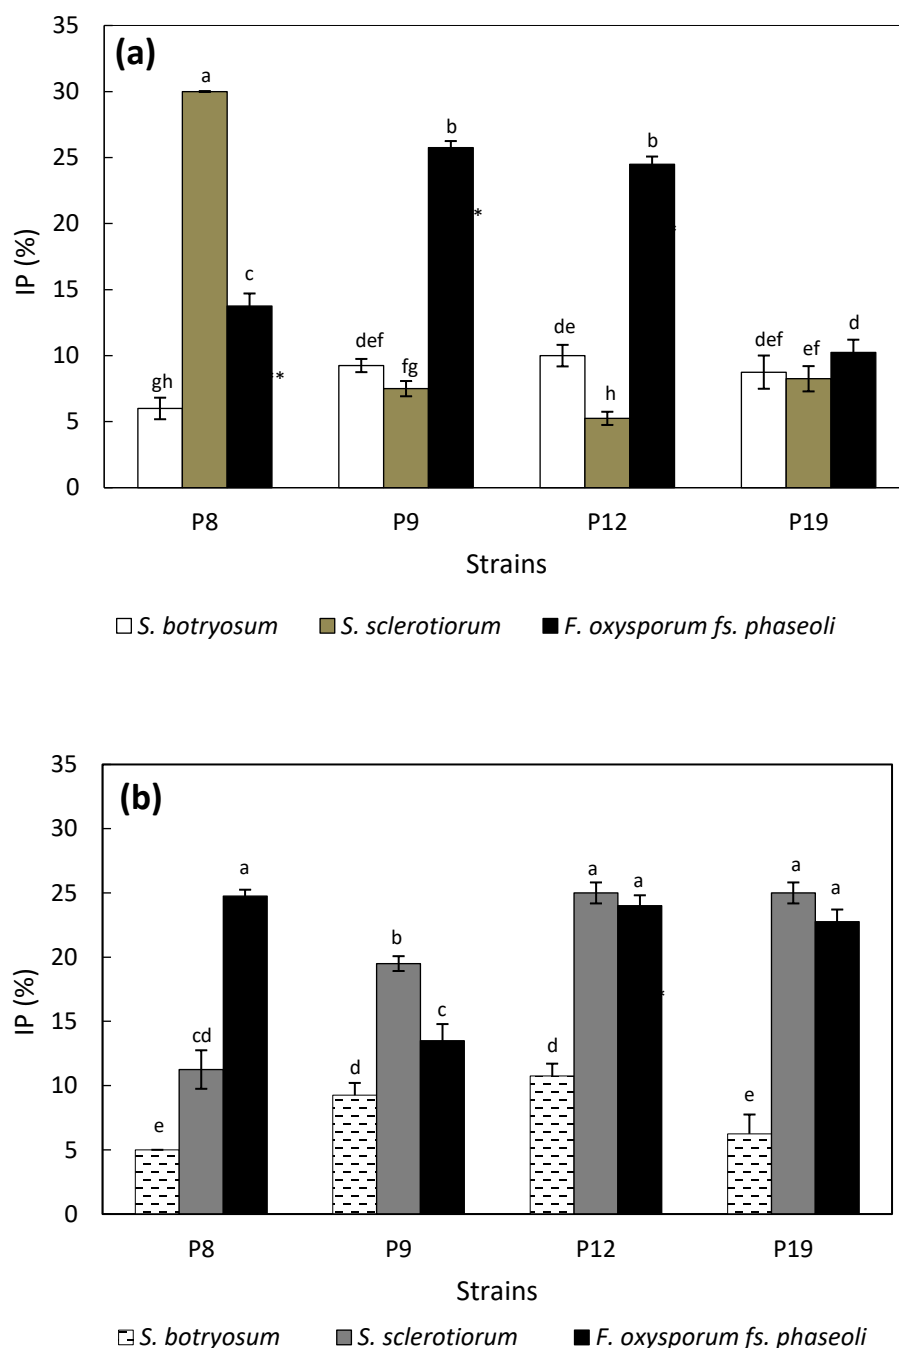 35
(a)
a
30
b
b
25
*
20
*
IP (%)
15
c
def
de
def
d
10
gh
fg
ef
**
h
5
0
P8 P9 P12 P19
Strains
S. botryosum S. sclerotiorum F. oxysporum fs. phaseoli
35
(b)
30
a
a
a
a
a
25
b
20
IP (%)
*
15
c
cd
d
d
10
e
e
5
0
P8 P9 P12 P19
Strains
S. botryosum S. sclerotiorum F. oxysporum fs. phaseoli